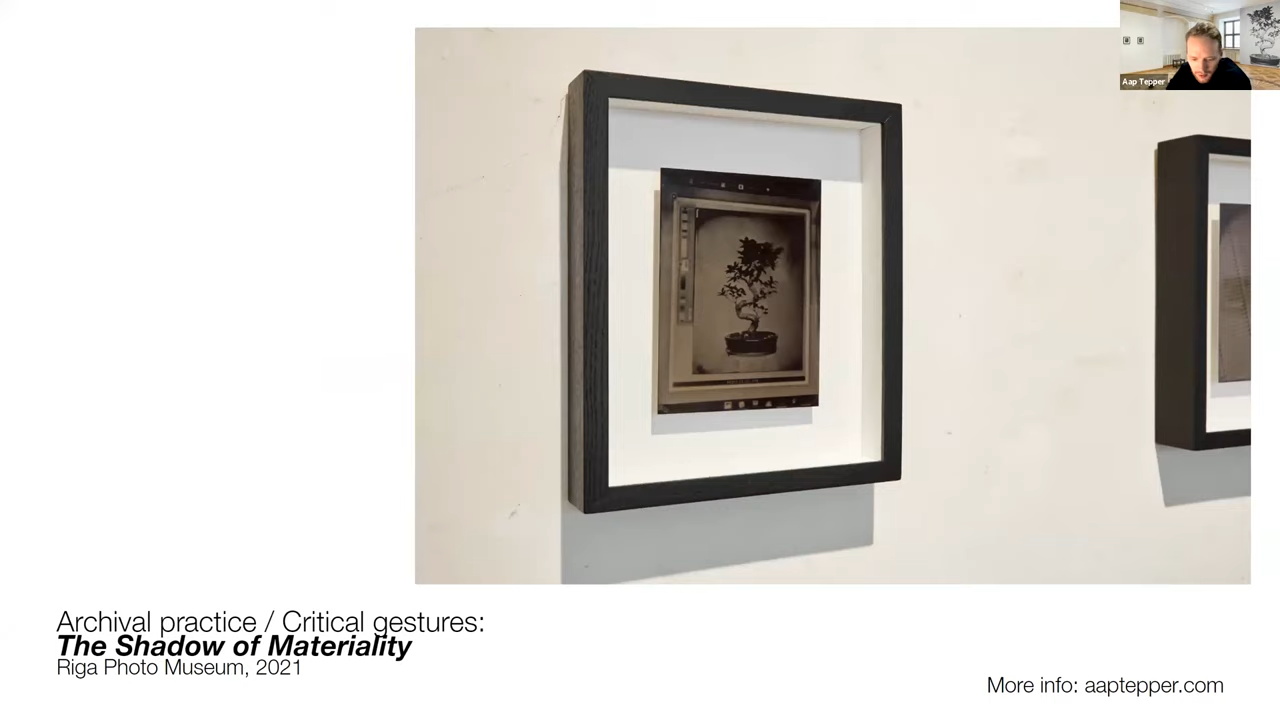 Aap Tepper
Archival practice / Critical gestures:
The Shadow of Materiality
Riga Photo Museum, 2021
More info: aaptepper.com